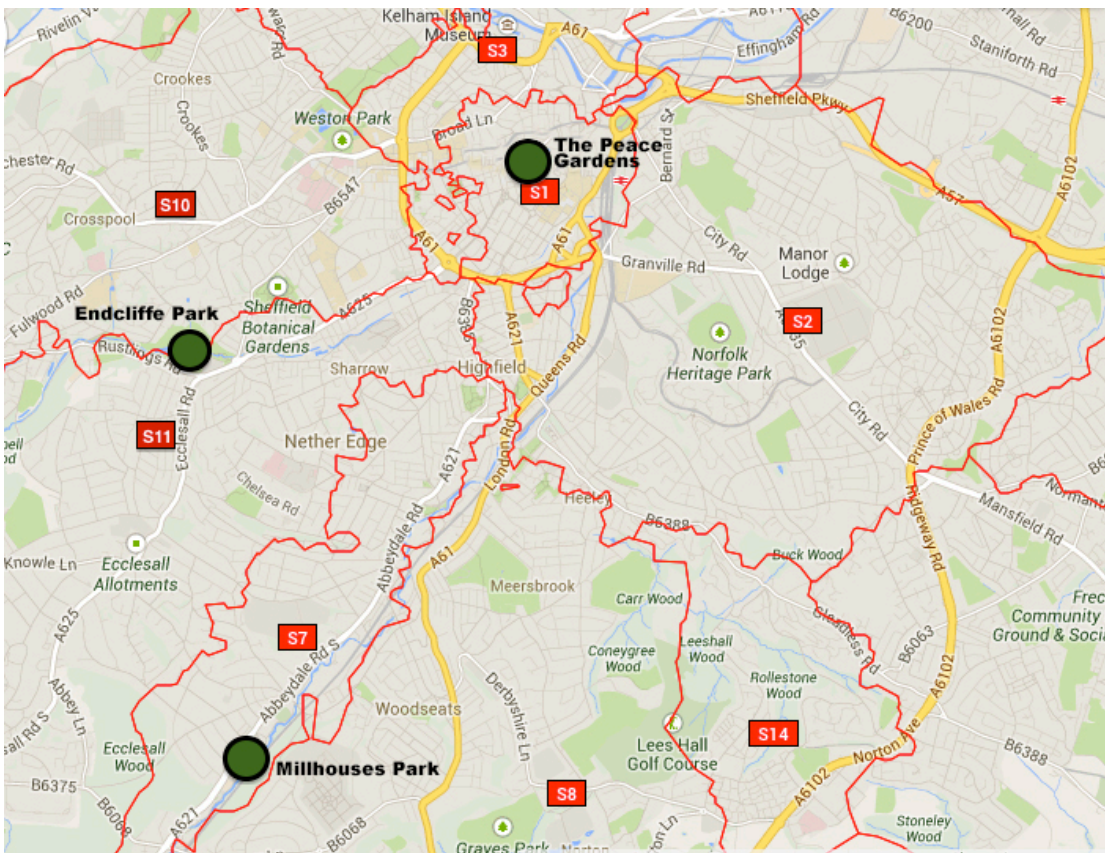 Rivelin V
Kelham Island
Museum
S3
A61
Effingham Rd
B6200
Staniforth Rd
Crookes
Crookes
Weston Park
Broad Ln
Sheffield Pkwy
Bernard St
A6102
The Peace
Gardens
S1
A57
S10
B6547
Crosspool
A61
A61
City Rd
Manor
Lodge
Granville Rd
Fulwood Rd
Sheffield
Botanical
Gardens
A625
Endcliffe Park
Rustlings Rd
A621
S2
A6102
Norfolk
Heritage Park
Queens Rd
Sharrow
Highfield
Prince of Wales Rd
City Rd
S11
Ecclesall Rd
Nether Edge
A621
London Rd
Chelsea Rd
Heeley
B6388
Mansfield Rd
Ridgeway Rd
Knowle Ln
Ecclesall
Allotments
Abbeydale Rd
A61
Meersbrook
Buck Wood
Carr Wood
Gleadless Rd
B6063
Community
Ground & Socia
A625
S7
Coneygree
Wood
Leeshall
Wood
Rollestone
Wood
A6102
Abbey Ln
Abbeydale Rd S
Derbyshire Ln
Woodseats
Lees Hall
Golf Course
S14
Norton Ave
B6388
Ecclesall
Wood
Millhouses Park
B6375
B6068
A621
B6068
S8
A6102
Stoneley
Wood
Graves Park